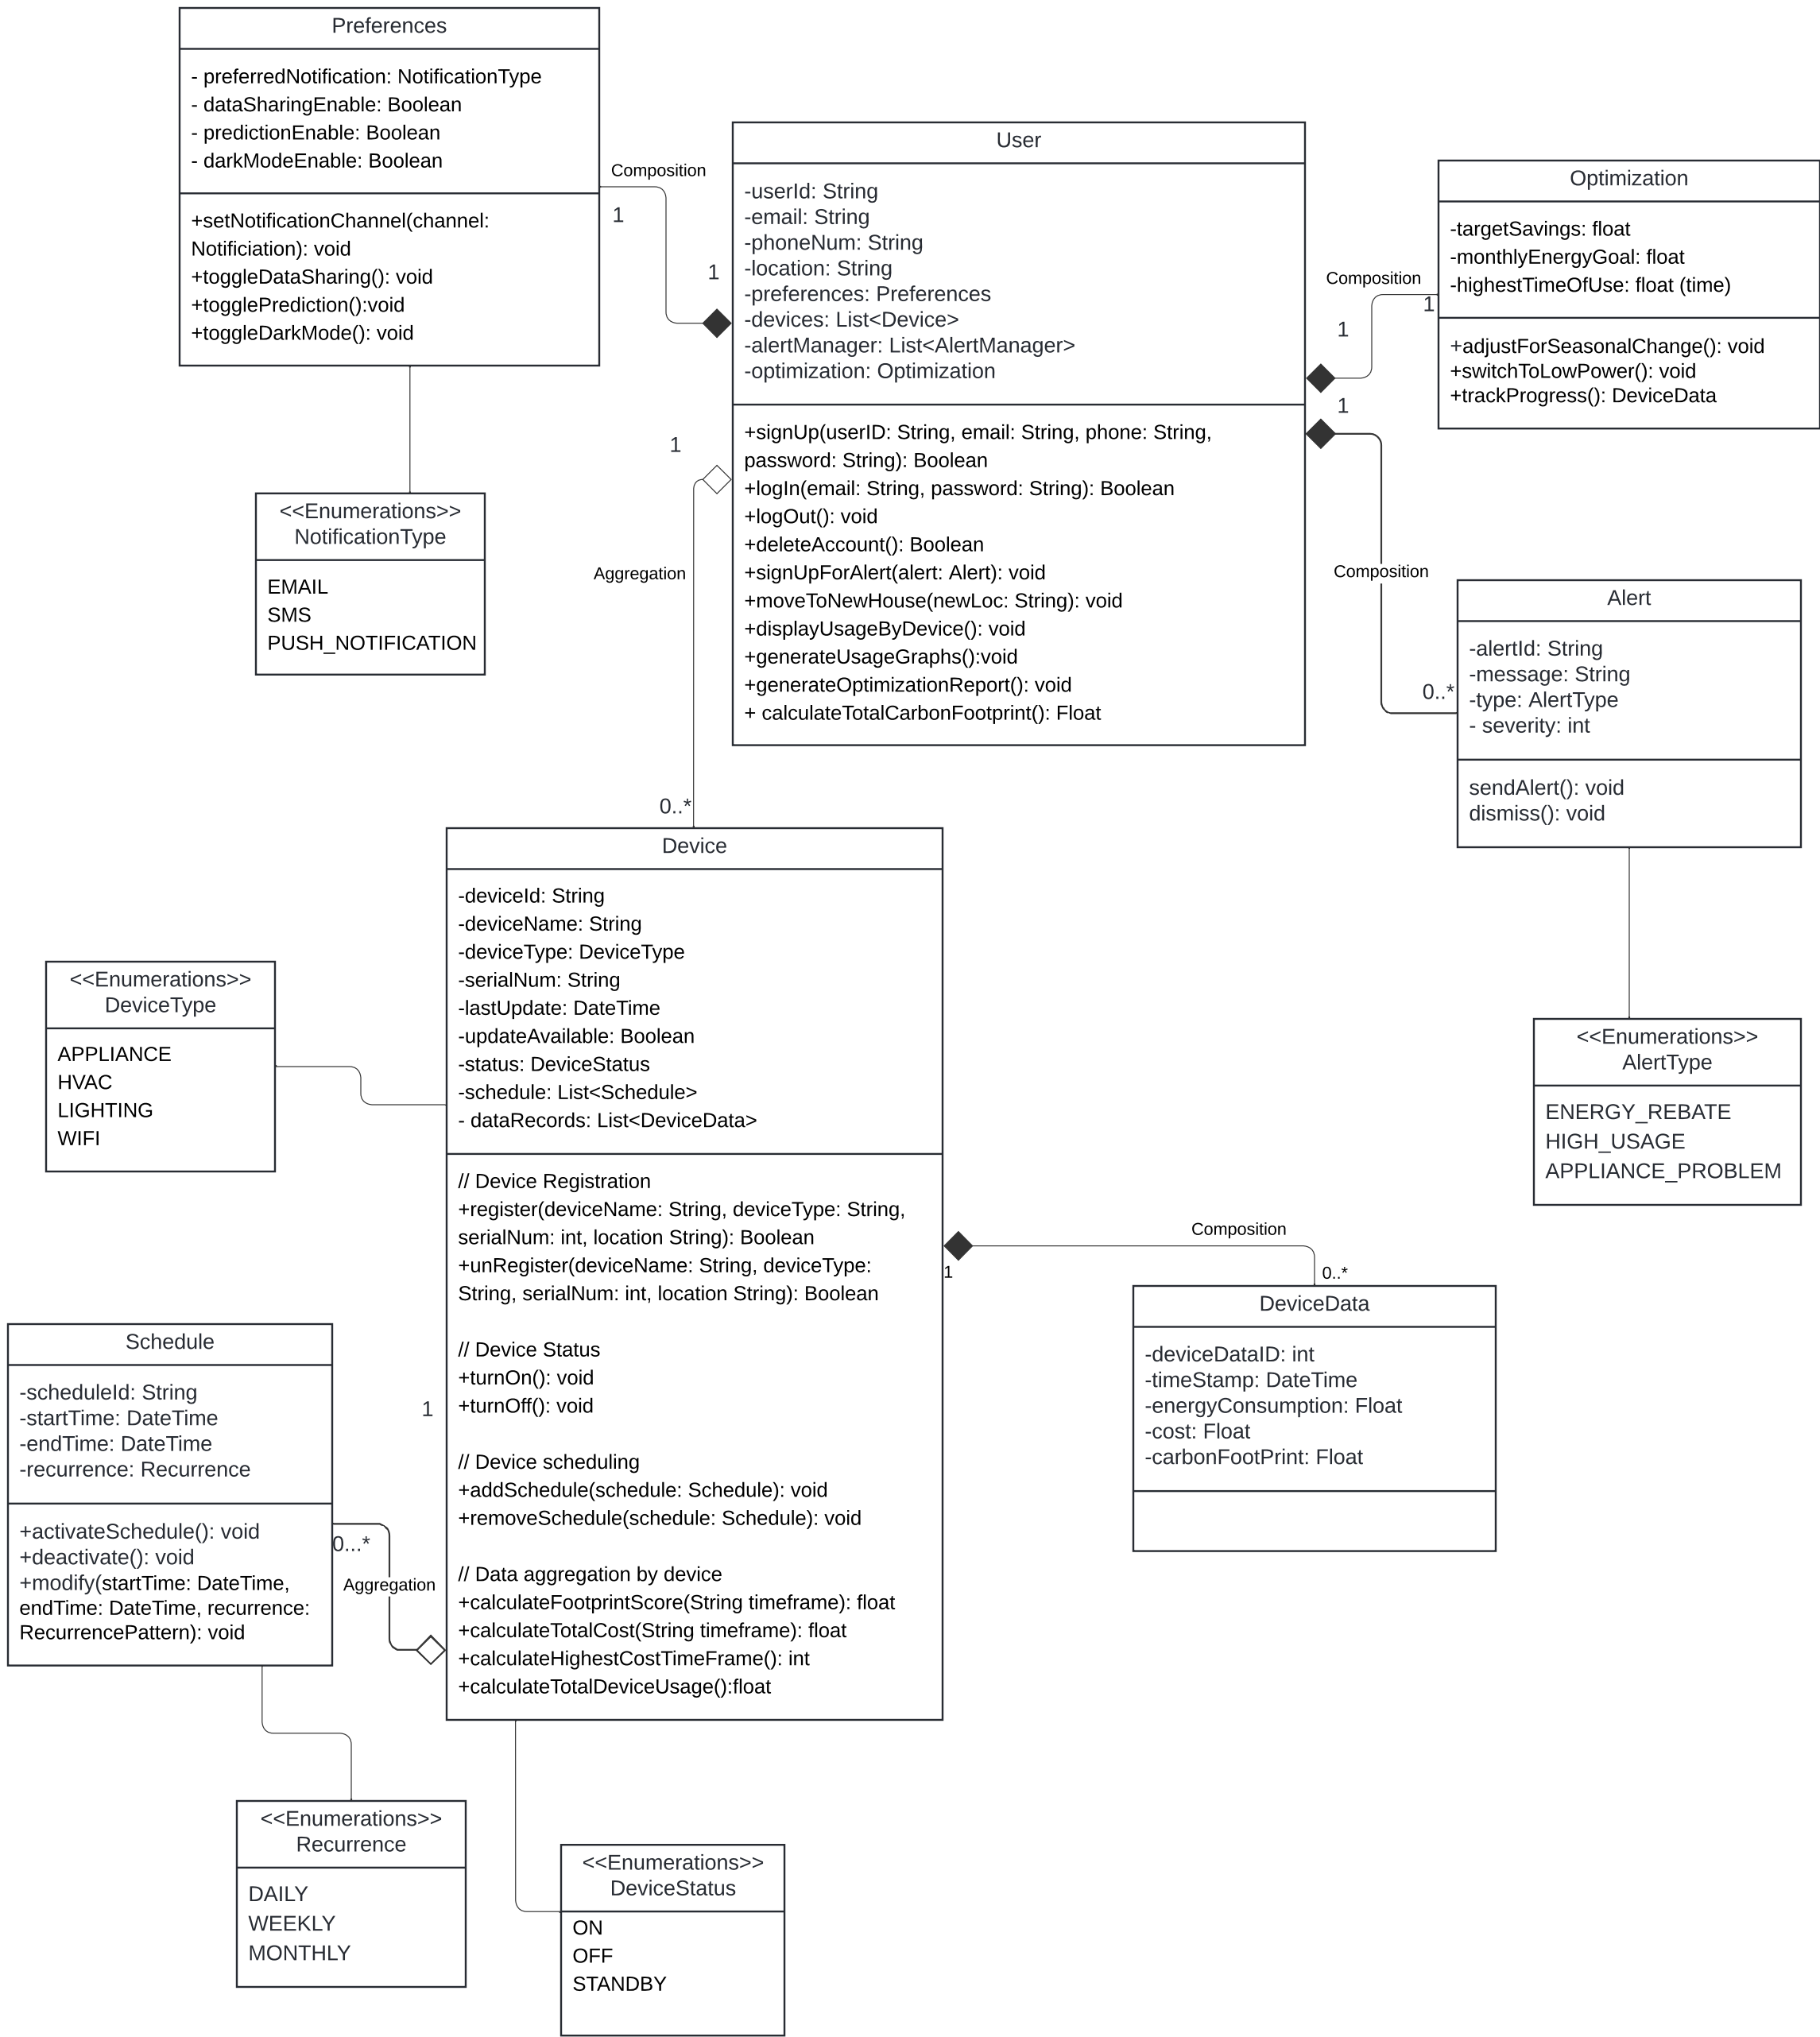 Preferences
- preferredNotification: NotificationType
- dataSharingEnable: Boolean
- predictionEnable: Boolean
- darkModeEnable: Boolean
+setNotificationChannel(channel:
Notificiation): void
+toggleDataSharing(): void
+togglePrediction():void
+toggleDarkMode(): void
Composition
1
1
User
-userId: String
-email: String
-phoneNum: String
-location: String
-preferences: Preferences
-devices: List<Device>
-alertManager: List<AlertManager>
-optimization: Optimization
+signUp(userID: String, email: String, phone: String,
password: String): Boolean
+logIn(email: String, password: String): Boolean
+logOut(): void
+deleteAccount(): Boolean
+signUpForAlert(alert: Alert): void
+moveToNewHouse(newLoc: String): void
+displayUsageByDevice(): void
+generateUsageGraphs():void
+generateOptimizationReport(): void
+ calculateTotalCarbonFootprint(): Float
Composition
1
1
Optimization
-targetSavings: float
-monthlyEnergyGoal: float
-highestTimeOfUse: float (time)
+adjustForSeasonalChange(): void
+switchToLowPower(): void
+trackProgress(): DeviceData
1
Composition
0..*
Alert
-alertId: String
-message: String
-type: AlertType
- severity: int
sendAlert(): void
dismiss(): void
<<Enumerations>>
NotificationType
EMAIL
SMS
PUSH_NOTIFICATION
1
Aggregation
0..*
Device
-deviceId: String
-deviceName: String
-deviceType: DeviceType
-serialNum: String
-lastUpdate: DateTime
-updateAvailable: Boolean
-status: DeviceStatus
-schedule: List<Schedule>
- dataRecords: List<DeviceData>
// Device Registration
+register(deviceName: String, deviceType: String,
serialNum: int, location String): Boolean
+unRegister(deviceName: String, deviceType:
String, serialNum: int, location String): Boolean
// Device Status
+turnOn(): void
+turnOff(): void
// Device scheduling
+addSchedule(schedule: Schedule): void
+removeSchedule(schedule: Schedule): void
// Data aggregation by device
+calculateFootprintScore(String timeframe): float
+calculateTotalCost(String timeframe): float
+calculateHighestCostTimeFrame(): int
+calculateTotalDeviceUsage():float
<<Enumerations>>
DeviceType
APPLIANCE
HVAC
LIGHTING
WIFI
<<Enumerations>>
AlertType
ENERGY_REBATE
HIGH_USAGE
APPLIANCE_PROBLEM
Composition
1
0..*
DeviceData
-deviceDataID: int
-timeStamp: DateTime
-energyConsumption: Float
-cost: Float
-carbonFootPrint: Float
Schedule
-scheduleId: String
-startTime: DateTime
-endTime: DateTime
-recurrence: Recurrence
+activateSchedule(): void
+deactivate(): void
+modify(startTime: DateTime,
endTime: DateTime, recurrence:
RecurrencePattern): void
1
0...*
Aggregation
<<Enumerations>>
Recurrence
DAILY
WEEKLY
MONTHLY
<<Enumerations>>
DeviceStatus
ON
OFF
STANDBY